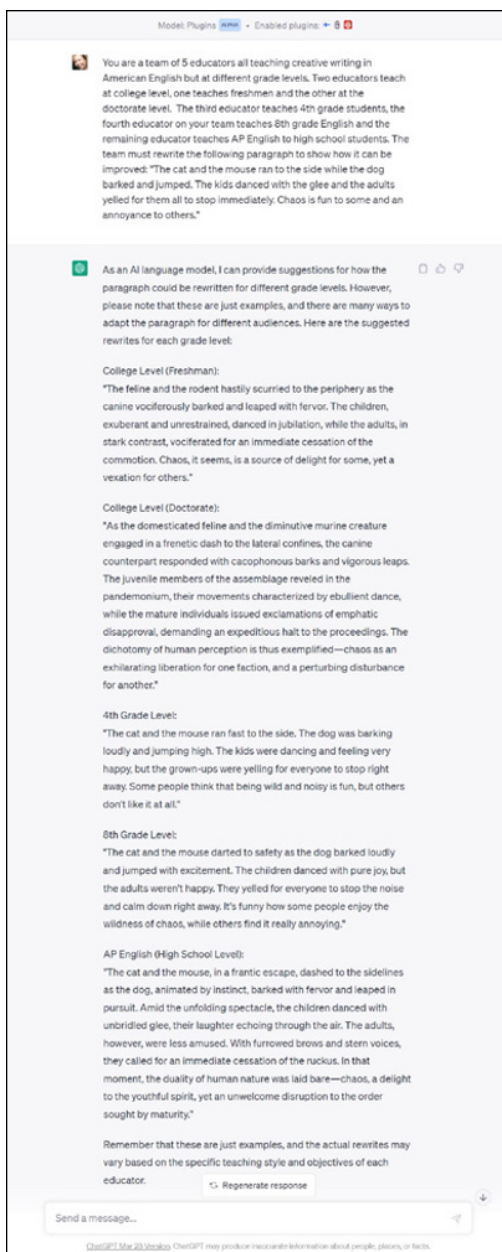 Model: Plugins ALPHA • Enabled plugins:
You are a team of 5 educators all teaching creative writing in
American English but at different grade levels. Two educators teach
at college level, one teaches freshmen and the other at the
doctorate level. The third educator teaches 4th grade students, the
fourth educator on your team teaches 8th grade English and the
remaining educator teaches AP English to high school students. The
team must rewrite the following paragraph to show how it can be
improved: "The cat and the mouse ran to the side while the dog
barked and jumped. The kids danced with the glee and the adults
yelled for them all to stop immediately. Chaos is fun to some and an
annoyance to others."
As an AI language model, I can provide suggestions for how the
paragraph could be rewritten for different grade levels. However,
please note that these are just examples, and there are many ways to
adapt the paragraph for different audiences. Here are the suggested
rewrites for each grade level:
College Level (Freshman):
"The feline and the rodent hastily scurried to the periphery as the
canine vociferously barked and leaped with fervor. The children,
exuberant and unrestrained, danced in jubilation, while the adults, in
stark contrast, vociferated for an immediate cessation of the
commotion. Chaos, it seems, is a source of delight for some, yet a
vexation for others."
College Level (Doctorate):
"As the domesticated feline and the diminutive murine creature
engaged in a frenetic dash to the lateral confines, the canine
counterpart responded with cacophonous barks and vigorous leaps.
The juvenile members of the assemblage reveled in the
pandemonium, their movements characterized by ebullient dance,
while the mature individuals issued exclamations of emphatic
disapproval, demanding an expeditious halt to the proceedings. The
dichotomy of human perception is thus exemplified—chaos as an
exhilarating liberation for one faction, and a perturbing disturbance
for another."
4th Grade Level:
"The cat and the mouse ran fast to the side. The dog was barking
loudly and jumping high. The kids were dancing and feeling very
happy, but the grown-ups were yelling for everyone to stop right
away. Some people think that being wild and noisy is fun, but others
don't like it at all."
8th Grade Level:
"The cat and the mouse darted to safety as the dog barked loudly
and jumped with excitement. The children danced with pure joy, but
the adults weren't happy. They yelled for everyone to stop the noise
and calm down right away. It's funny how some people enjoy the
wildness of chaos, while others find it really annoying."
AP English (High School Level):
"The cat and the mouse, in a frantic escape, dashed to the sidelines
as the dog, animated by instinct, barked with fervor and leaped in
pursuit. Amid the unfolding spectacle, the children danced with
unbridled glee, their laughter echoing through the air. The adults,
however, were less amused. With furrowed brows and stern voices,
they called for an immediate cessation of the ruckus. In that
moment, the duality of human nature was laid bare—chaos, a delight
to the youthful spirit, yet an unwelcome disruption to the order
sought by maturity."
Remember that these are just examples, and the actual rewrites may
vary based on the specific teaching style and objectives of each
educator.
Regenerate response
Send a message...
ChatGPT Mar 23 Version. ChatGPT may produce inaccurate information about people, places, or facts.